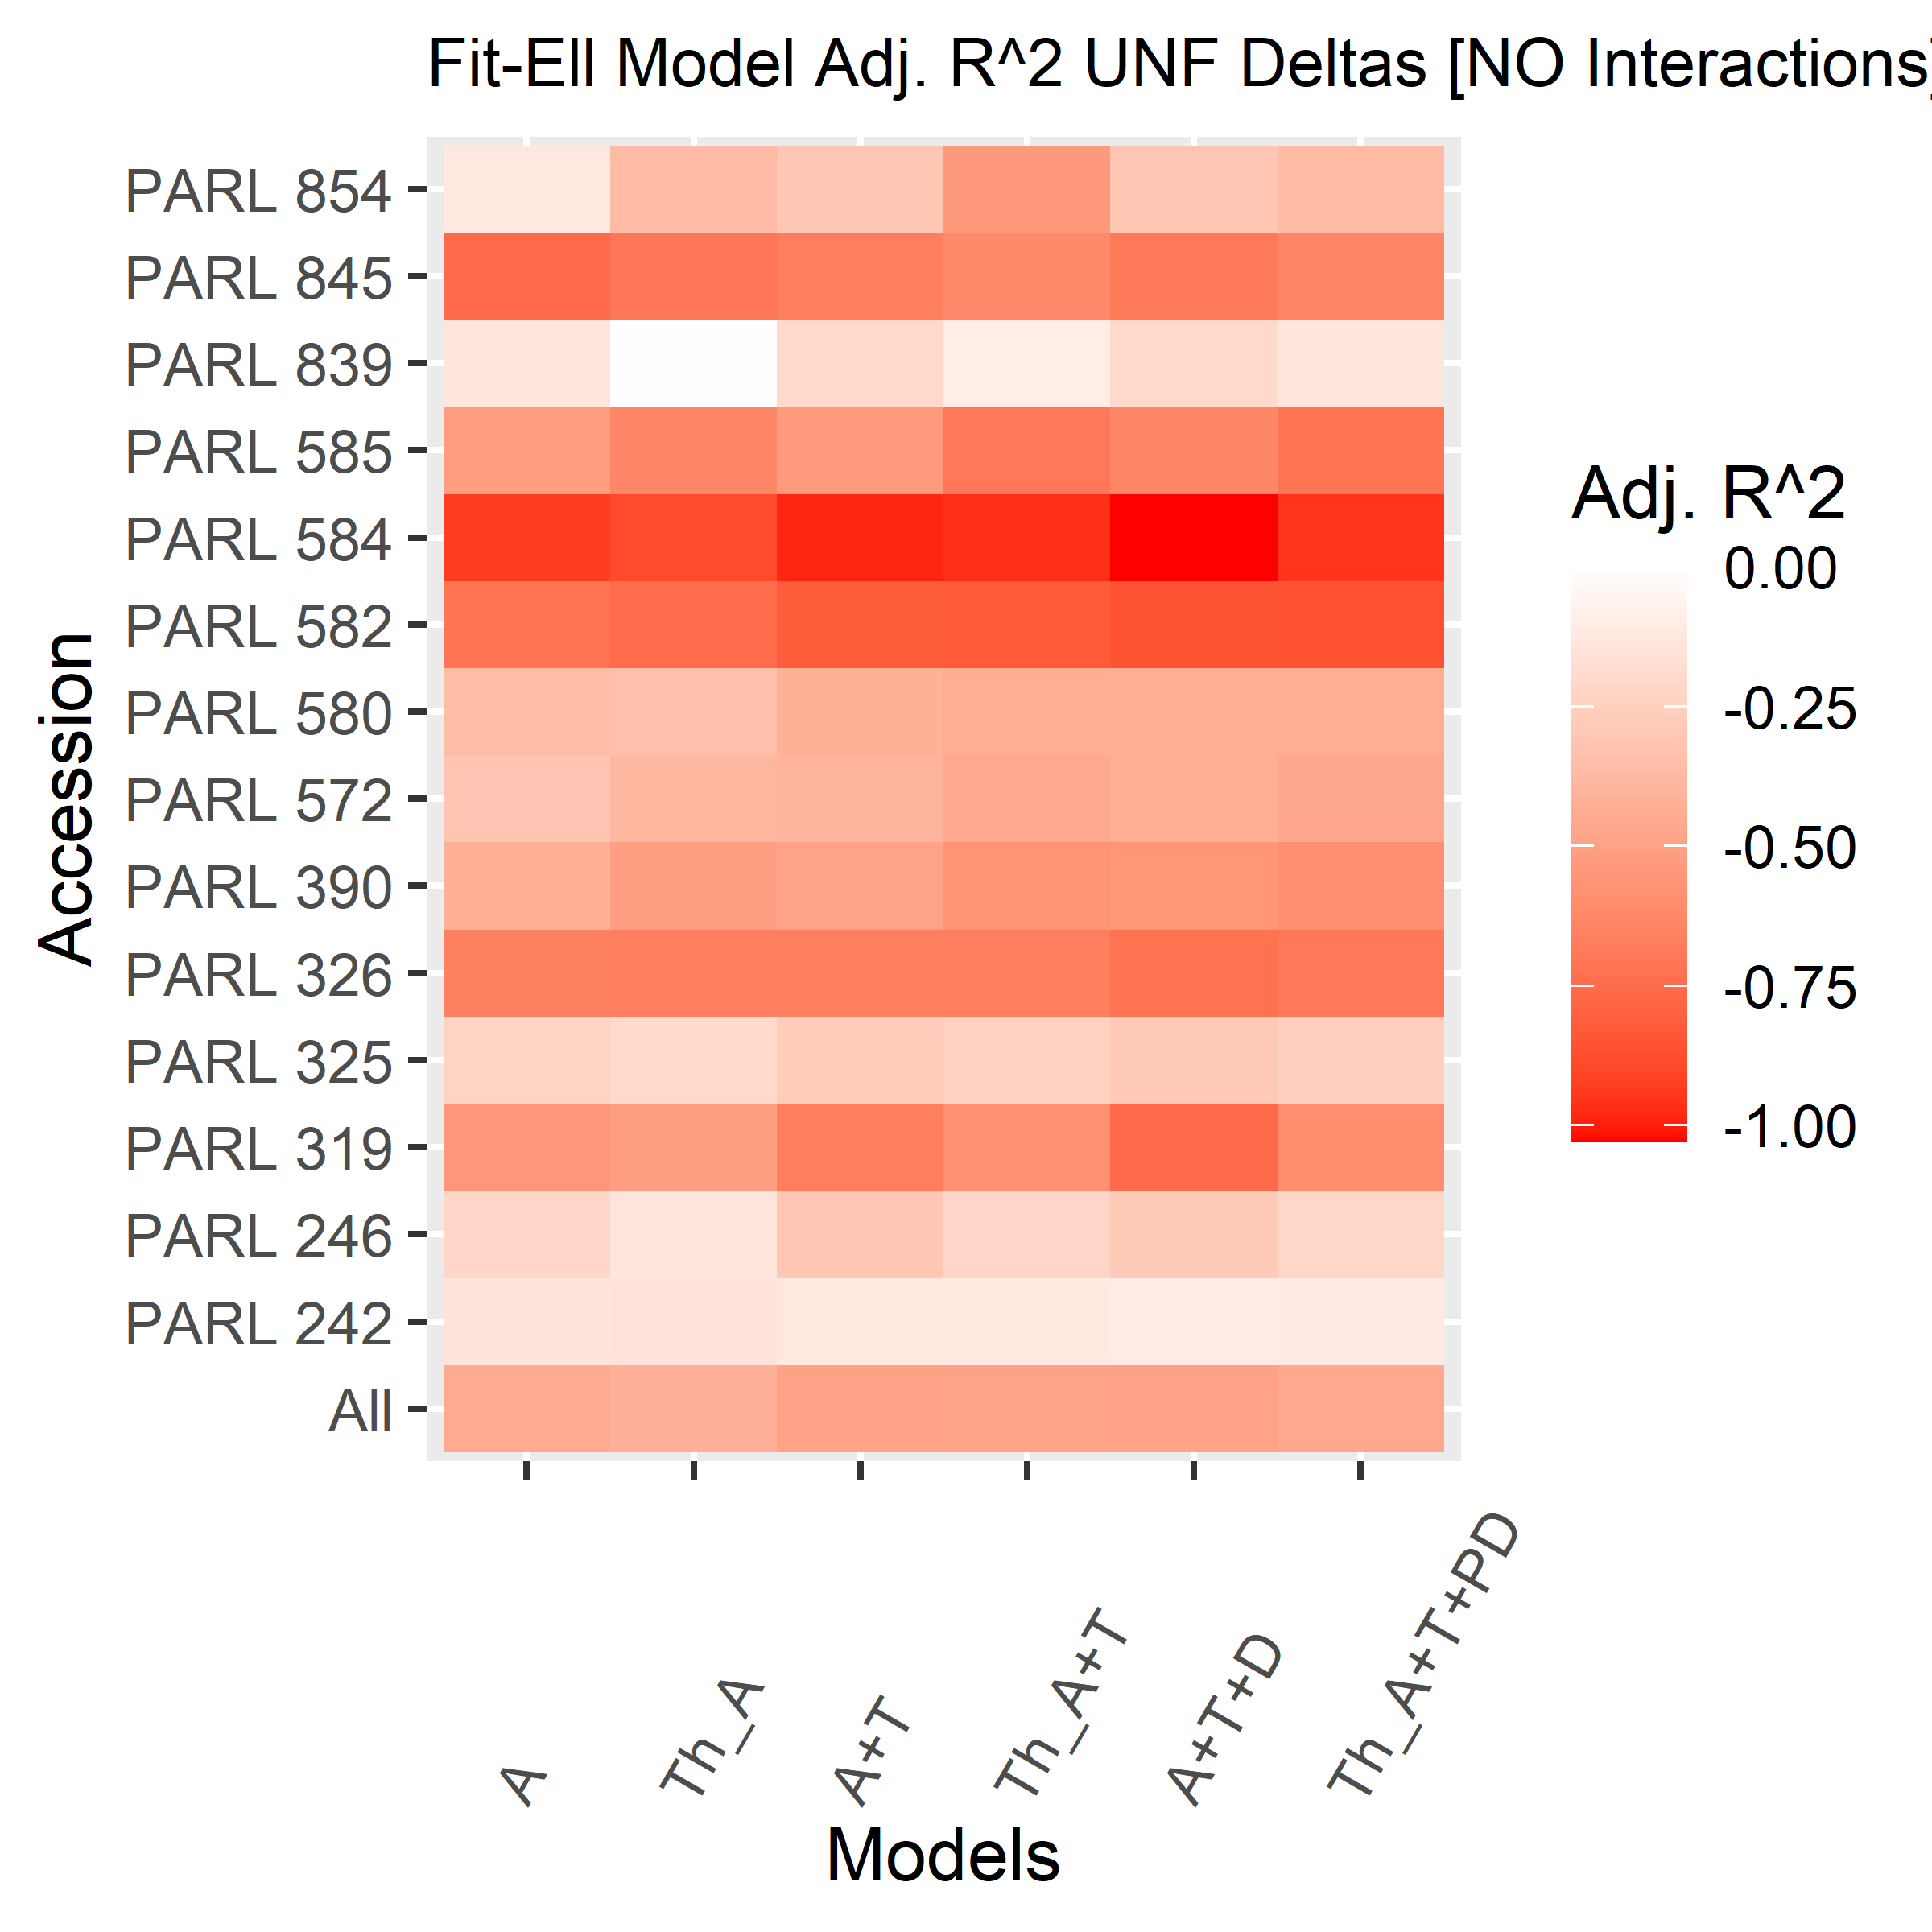 Fit-Ell Model Adj. R^2 UNF Deltas [NO Interactions]
PARL 854
PARL 845
PARL 839
PARL 585
PARL 584
PARL 582
PARL 580
PARL 572
PARL 390
PARL 326
PARL 325
PARL 319
PARL 246
PARL 242
All
Accession
A
Th_A
A+T
Th_A+T
A+T+D
Th_A+T+PD
Models
Adj. R^2
0.00
-0.25
-0.50
-0.75
-1.00